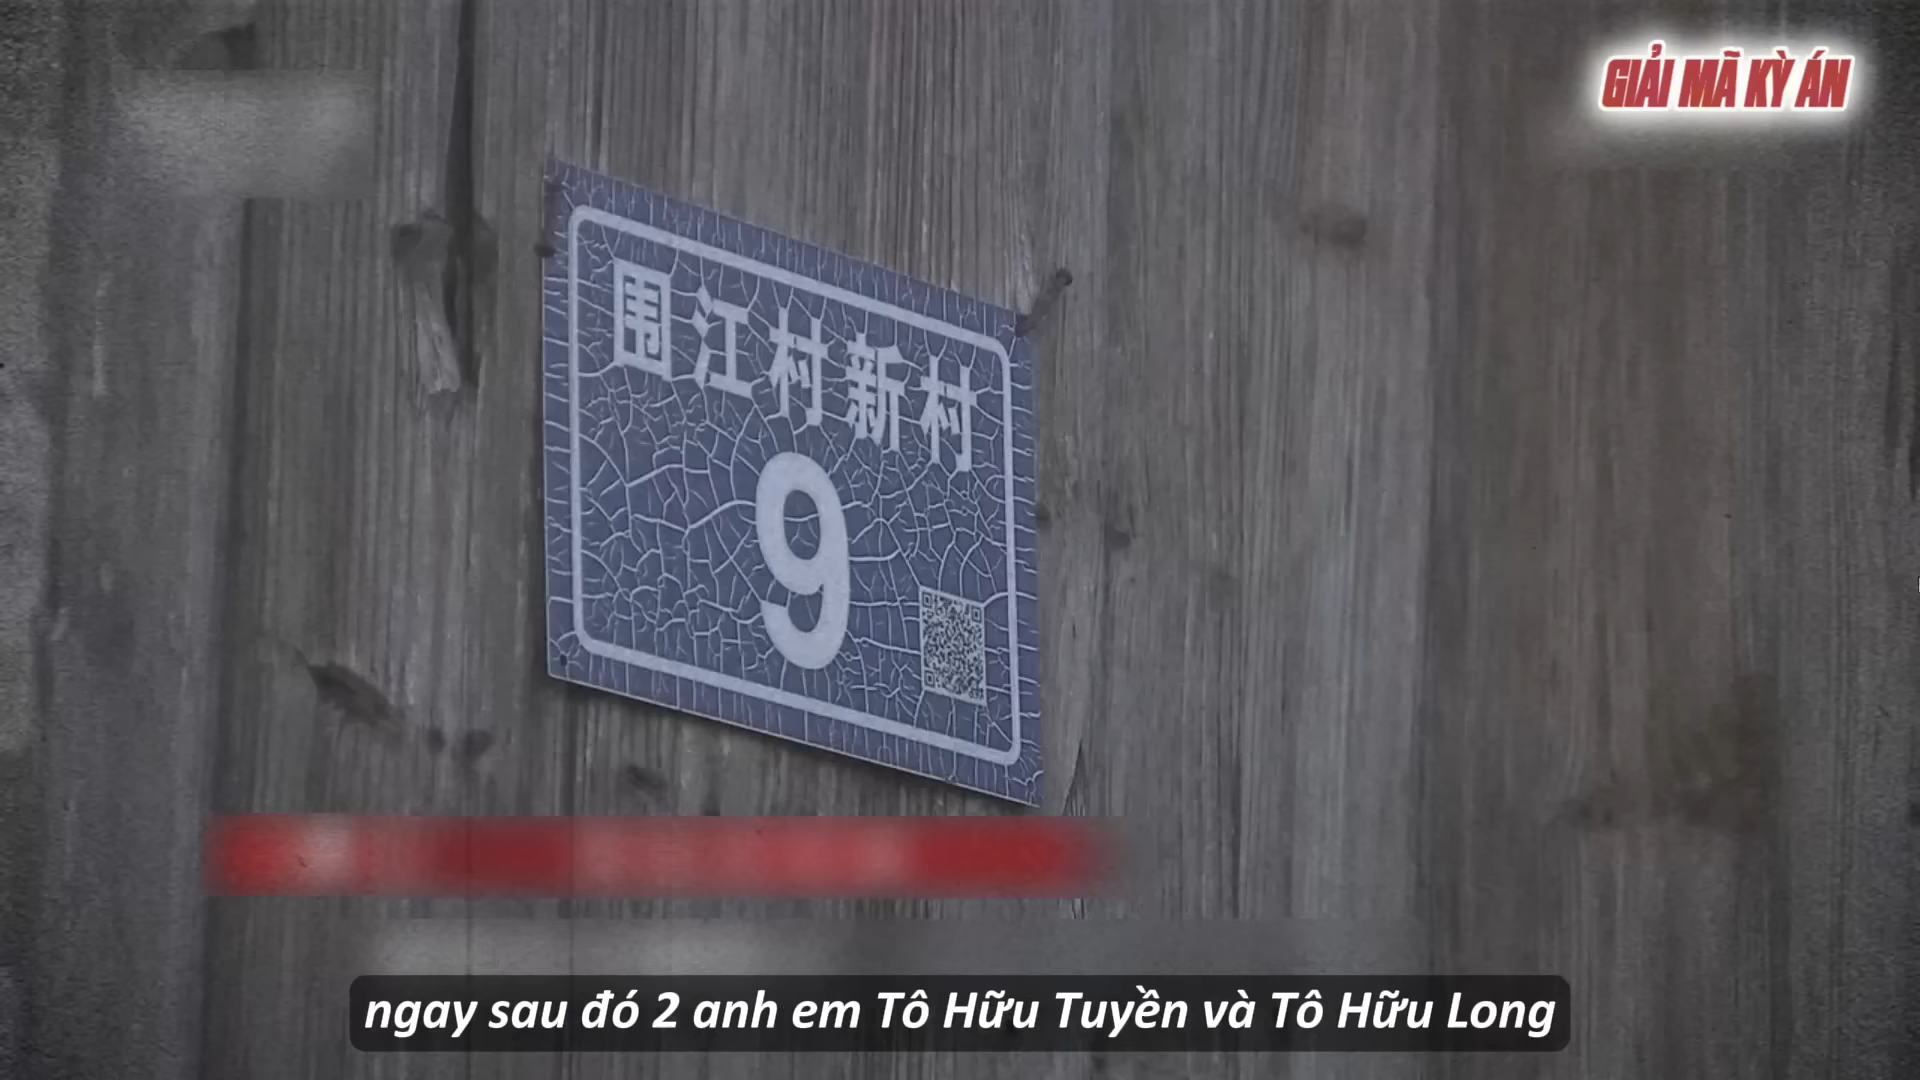 GIẢI MÃ KỲ ÁN
围江村新村
9
ngay sau đó 2 anh em Tô Hữu Tuyền và Tô Hữu Long